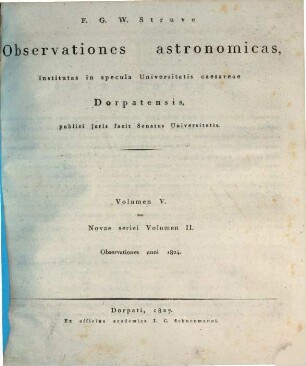 F. G. W. Struve
Observationes astronomicas,
institutas in specula Universitatis caesareae
Dorpatensis,
publici juris facit Senatus Universitatis.
Volumen V.
seu
Novae seriei Volumen II.
Observationes anni 1824.
Dorpati, 1827.
Ex officina academica I. C. Schuenmanni.